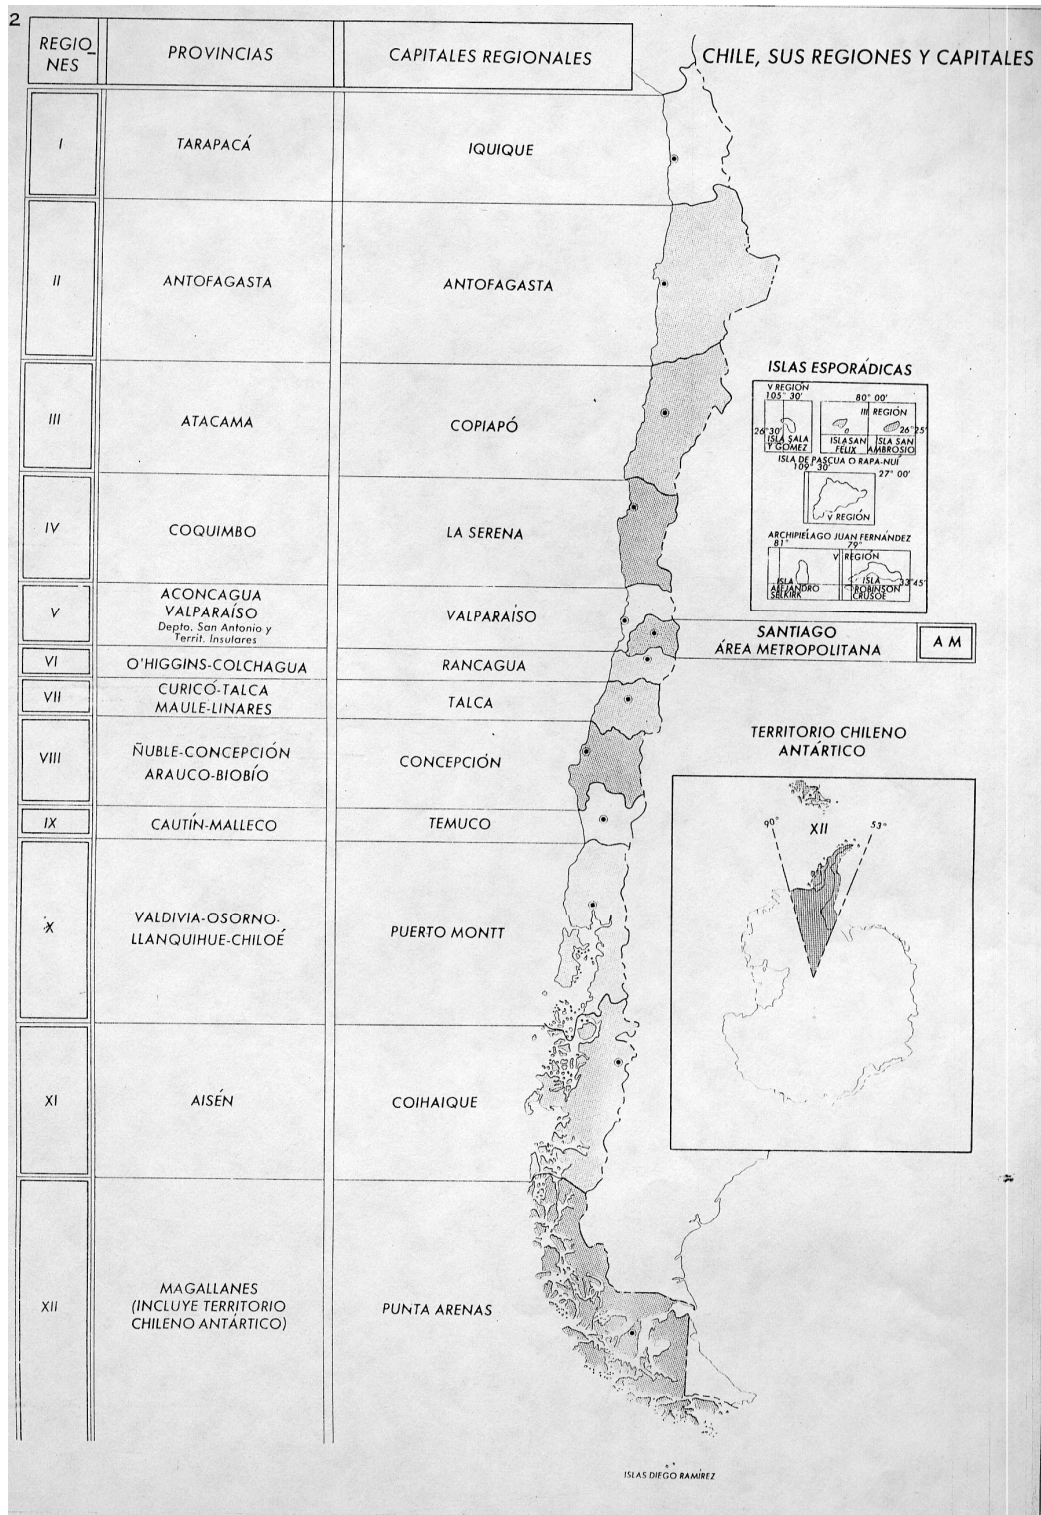 2
REGIO_
NES
PROVINCIAS
CAPITALES REGIONALES
CHILE, SUS REGIONES Y CAPITALES
I
TARAPACÁ
IQUIQUE
II
ANTOFAGASTA
ANTOFAGASTA
III
ATACAMA
COPIAPÓ
IV
COQUIMBO
LA SERENA
V
ACONCAGUA
VALPARAÍSO
Depto. San Antonio y
Territ. Insulares
VALPARAÍSO
SANTIAGO
ÁREA METROPOLITANA
A M
VI
O'HIGGINS-COLCHAGUA
RANCAGUA
VII
CURICÓ-TALCA
MAULE-LINARES
TALCA
VIII
ÑUBLE-CONCEPCIÓN
ARAUCO-BIOBÍO
CONCEPCIÓN
IX
CAUTÍN-MALLECO
TEMUCO
X
VALDIVIA-OSORNO-
LLANQUIHUE-CHILOÉ
PUERTO MONTT
XI
AISÉN
COIHAIQUE
XII
MAGALLANES
(INCLUYE TERRITORIO
CHILENO ANTÁRTICO)
PUNTA ARENAS
ISLAS ESPORÁDICAS
V REGIÓN
105° 30'
80° 00'
III REGIÓN
26°30'
26°25'
ISLA SALA
Y GÓMEZ
ISLA SAN
FÉLIX
ISLA SAN
AMBROSIO
ISLA DE PASCUA O RAPA-NUÍ
109° 30'
27° 00'
V REGIÓN
ARCHIPIÉLAGO JUAN FERNÁNDEZ
81°
79°
V REGIÓN
33°45'
ISLA
ALEJANDRO
SELKIRK
ISLA
ROBINSON
CRUSOE
TERRITORIO CHILENO
ANTÁRTICO
90°
XII
53°
ISLAS DIEGO RAMÍREZ